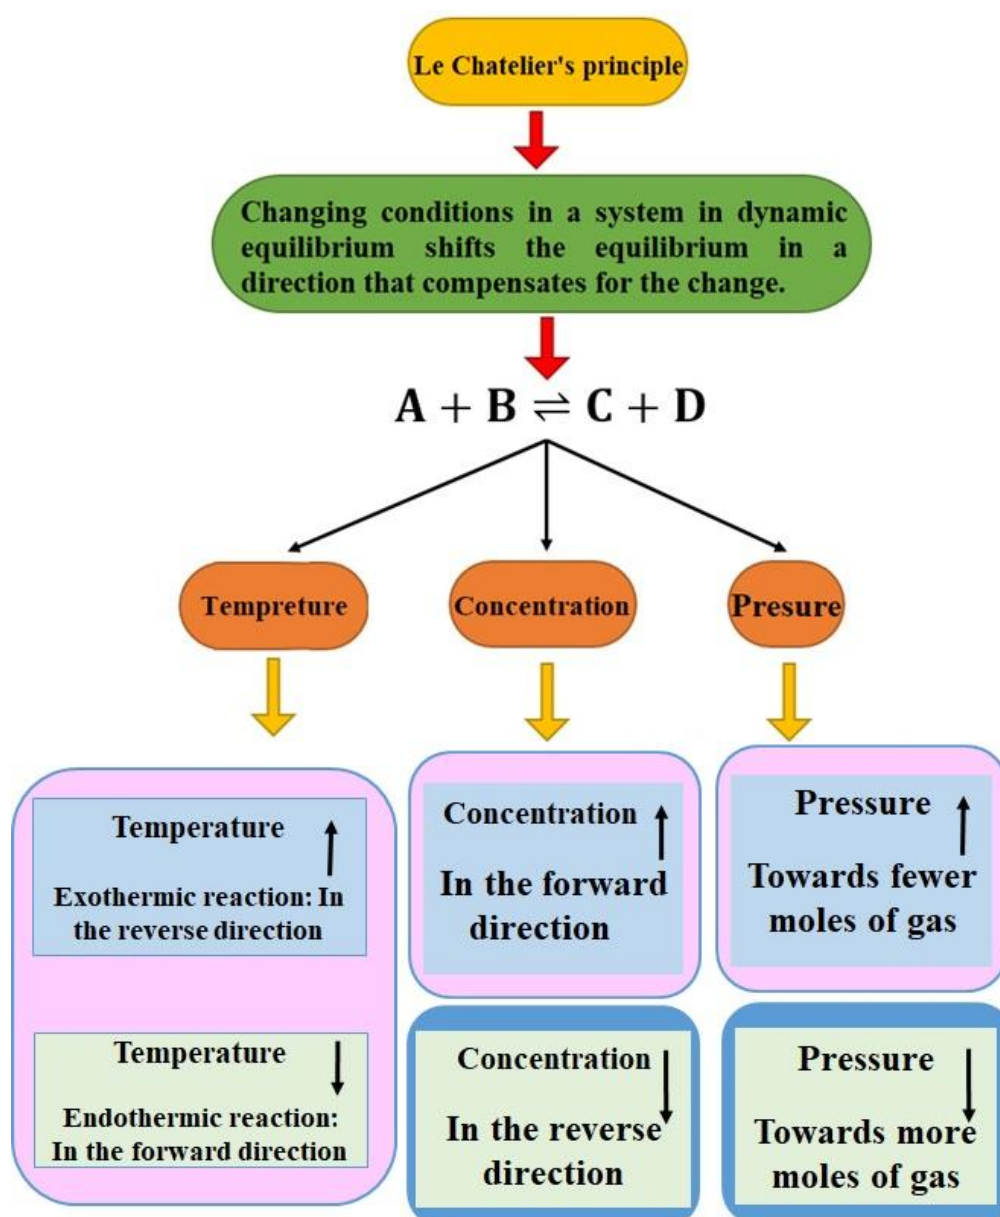 Le Chatelier's principle
Changing conditions in a system in dynamic
equilibrium shifts the equilibrium in a
direction that compensates for the change.
A + B ⇌ C + D
Tempreture
Concentration
Presure
Temperature
Exothermic reaction: In
the reverse direction
Concentration
In the forward
direction
Pressure
Towards fewer
moles of gas
Temperature
Endothermic reaction:
In the forward direction
Concentration
In the reverse
direction
Pressure
Towards more
moles of gas